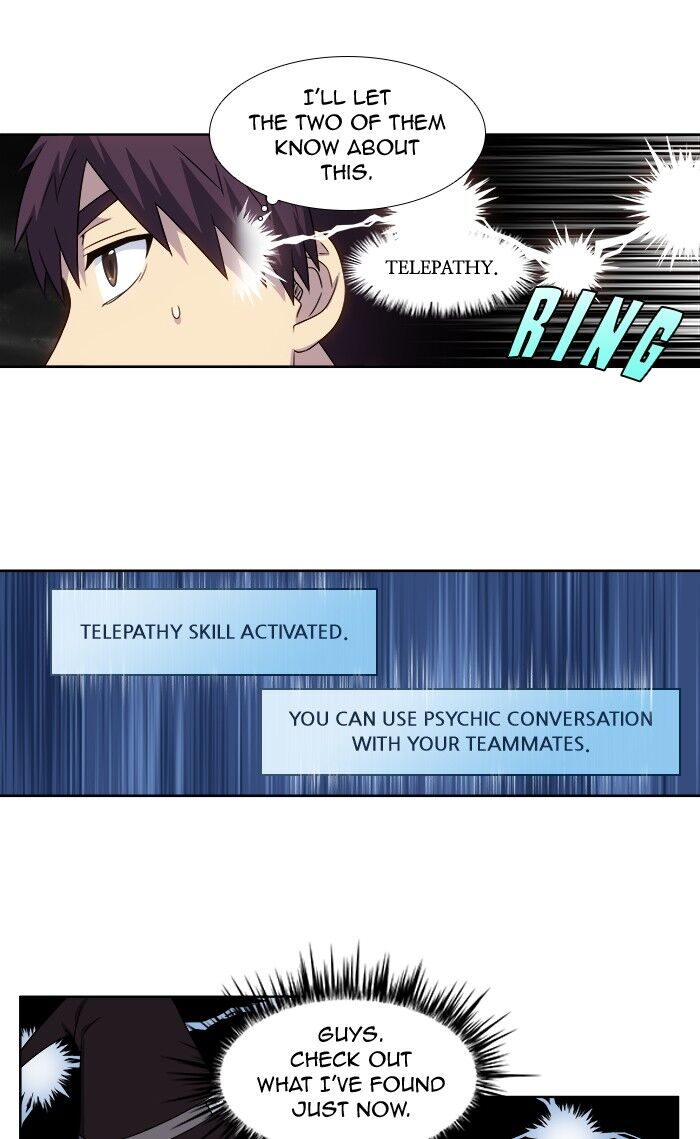 I'LL LET
THE TWO OF THEM
KNOW ABOUT
THIS.
TELEPATHY.
RING
TELEPATHY SKILL ACTIVATED.
YOU CAN USE PSYCHIC CONVERSATION
WITH YOUR TEAMMATES.
GUYS.
CHECK OUT
WHAT I'VE FOUND
JUST NOW.